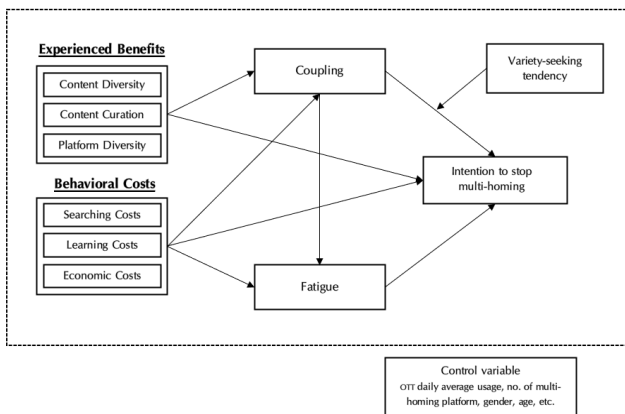 Experienced Benefits
Content Diversity
Content Curation
Platform Diversity
Behavioral Costs
Searching Costs
Learning Costs
Economic Costs
Coupling
Fatigue
Variety-seeking
tendency
Intention to stop
multi-homing
Control variable
OTT daily average usage, no. of multi-
homing platform, gender, age, etc.